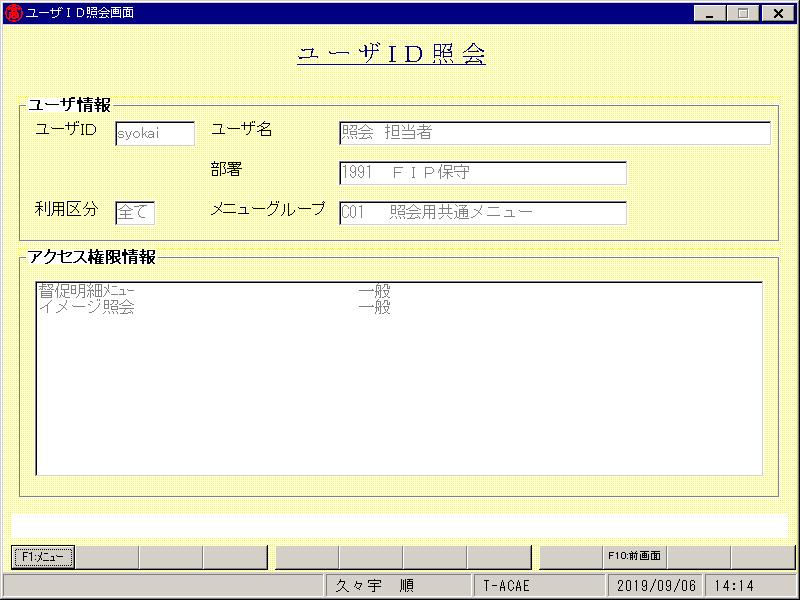 ユーザＩＤ照会画面
ユーザID照会
ユーザ情報
ユーザID syokai ユーザ名 照会 担当者
部署 1991 ＦＩＰ保守
利用区分 全て メニューグループ C01 照会用共通メニュー
アクセス権限情報
督促明細ﾒﾆｭｰ 一般
イメージ照会 一般
F1:ﾒﾆｭｰ F10:前画面
久々宇 順 T-ACAE 2019/09/06 14:14